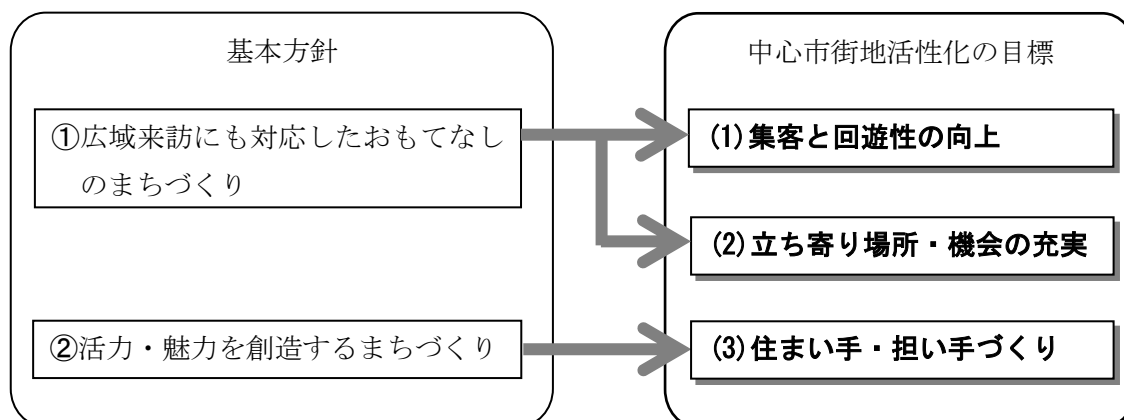 基本方針
①広域来訪にも対応したおもてなし
のまちづくり
②活力・魅力を創造するまちづくり
中心市街地活性化の目標
(1)集客と回遊性の向上
(2)立ち寄り場所・機会の充実
(3)住まい手・担い手づくり